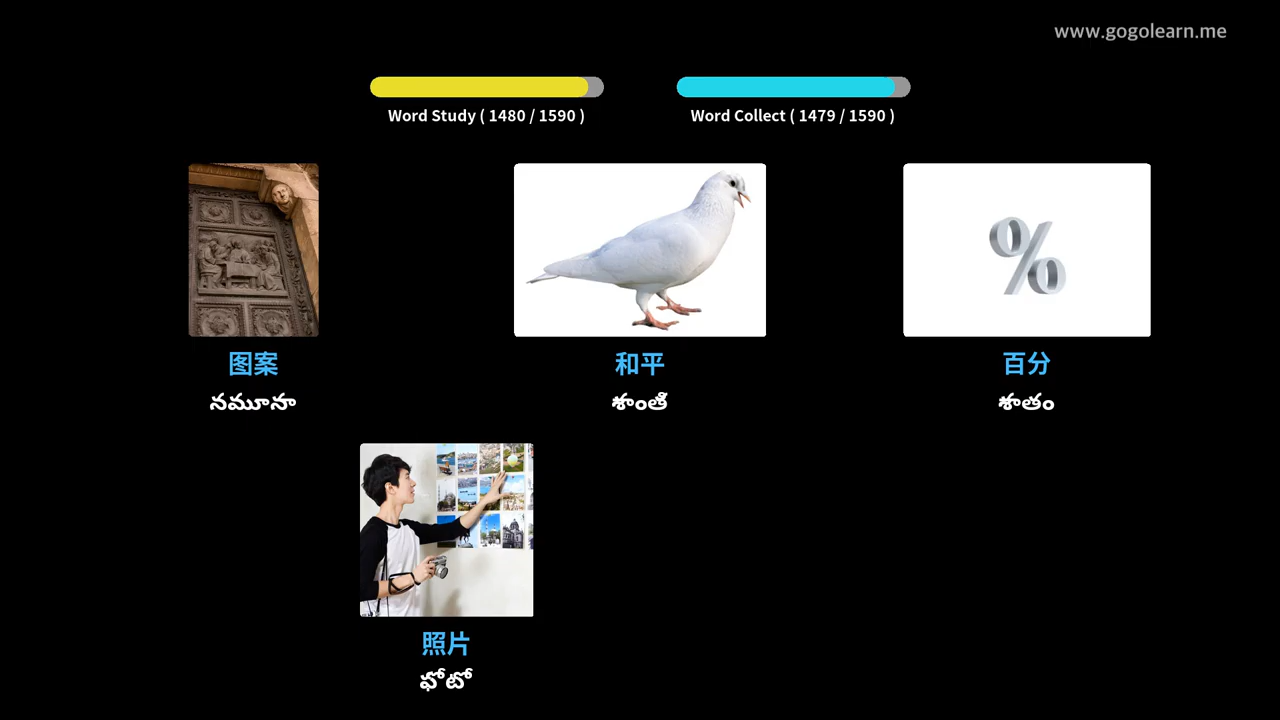 www.gogolearn.me
Word Study ( 1480 / 1590 )
Word Collect ( 1479 / 1590 )
图案
నమూనా
和平
శాంతి
百分
శాతం
照片
ఫోటో